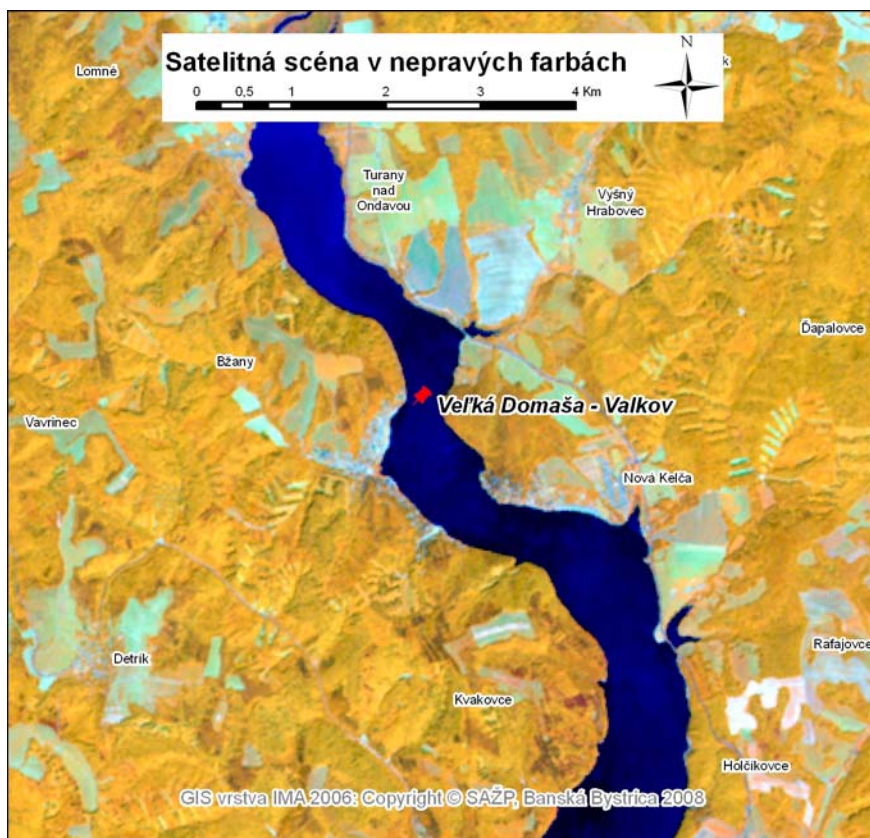 Lomné
Satelitná scéna v nepravých farbách
N
0 0,5 1 2 3 4 Km
Turany
nad
Ondavou
Vyšný
Hrabovec
Ďapalovce
Bžany
Veľká Domaša - Valkov
Vavrinec
Nová Kelča
Detrík
Rafajovce
Kvakovce
Holčíkovce
GIS vrstva IMA 2006: Copyright © SAŽP, Banská Bystrica 2008